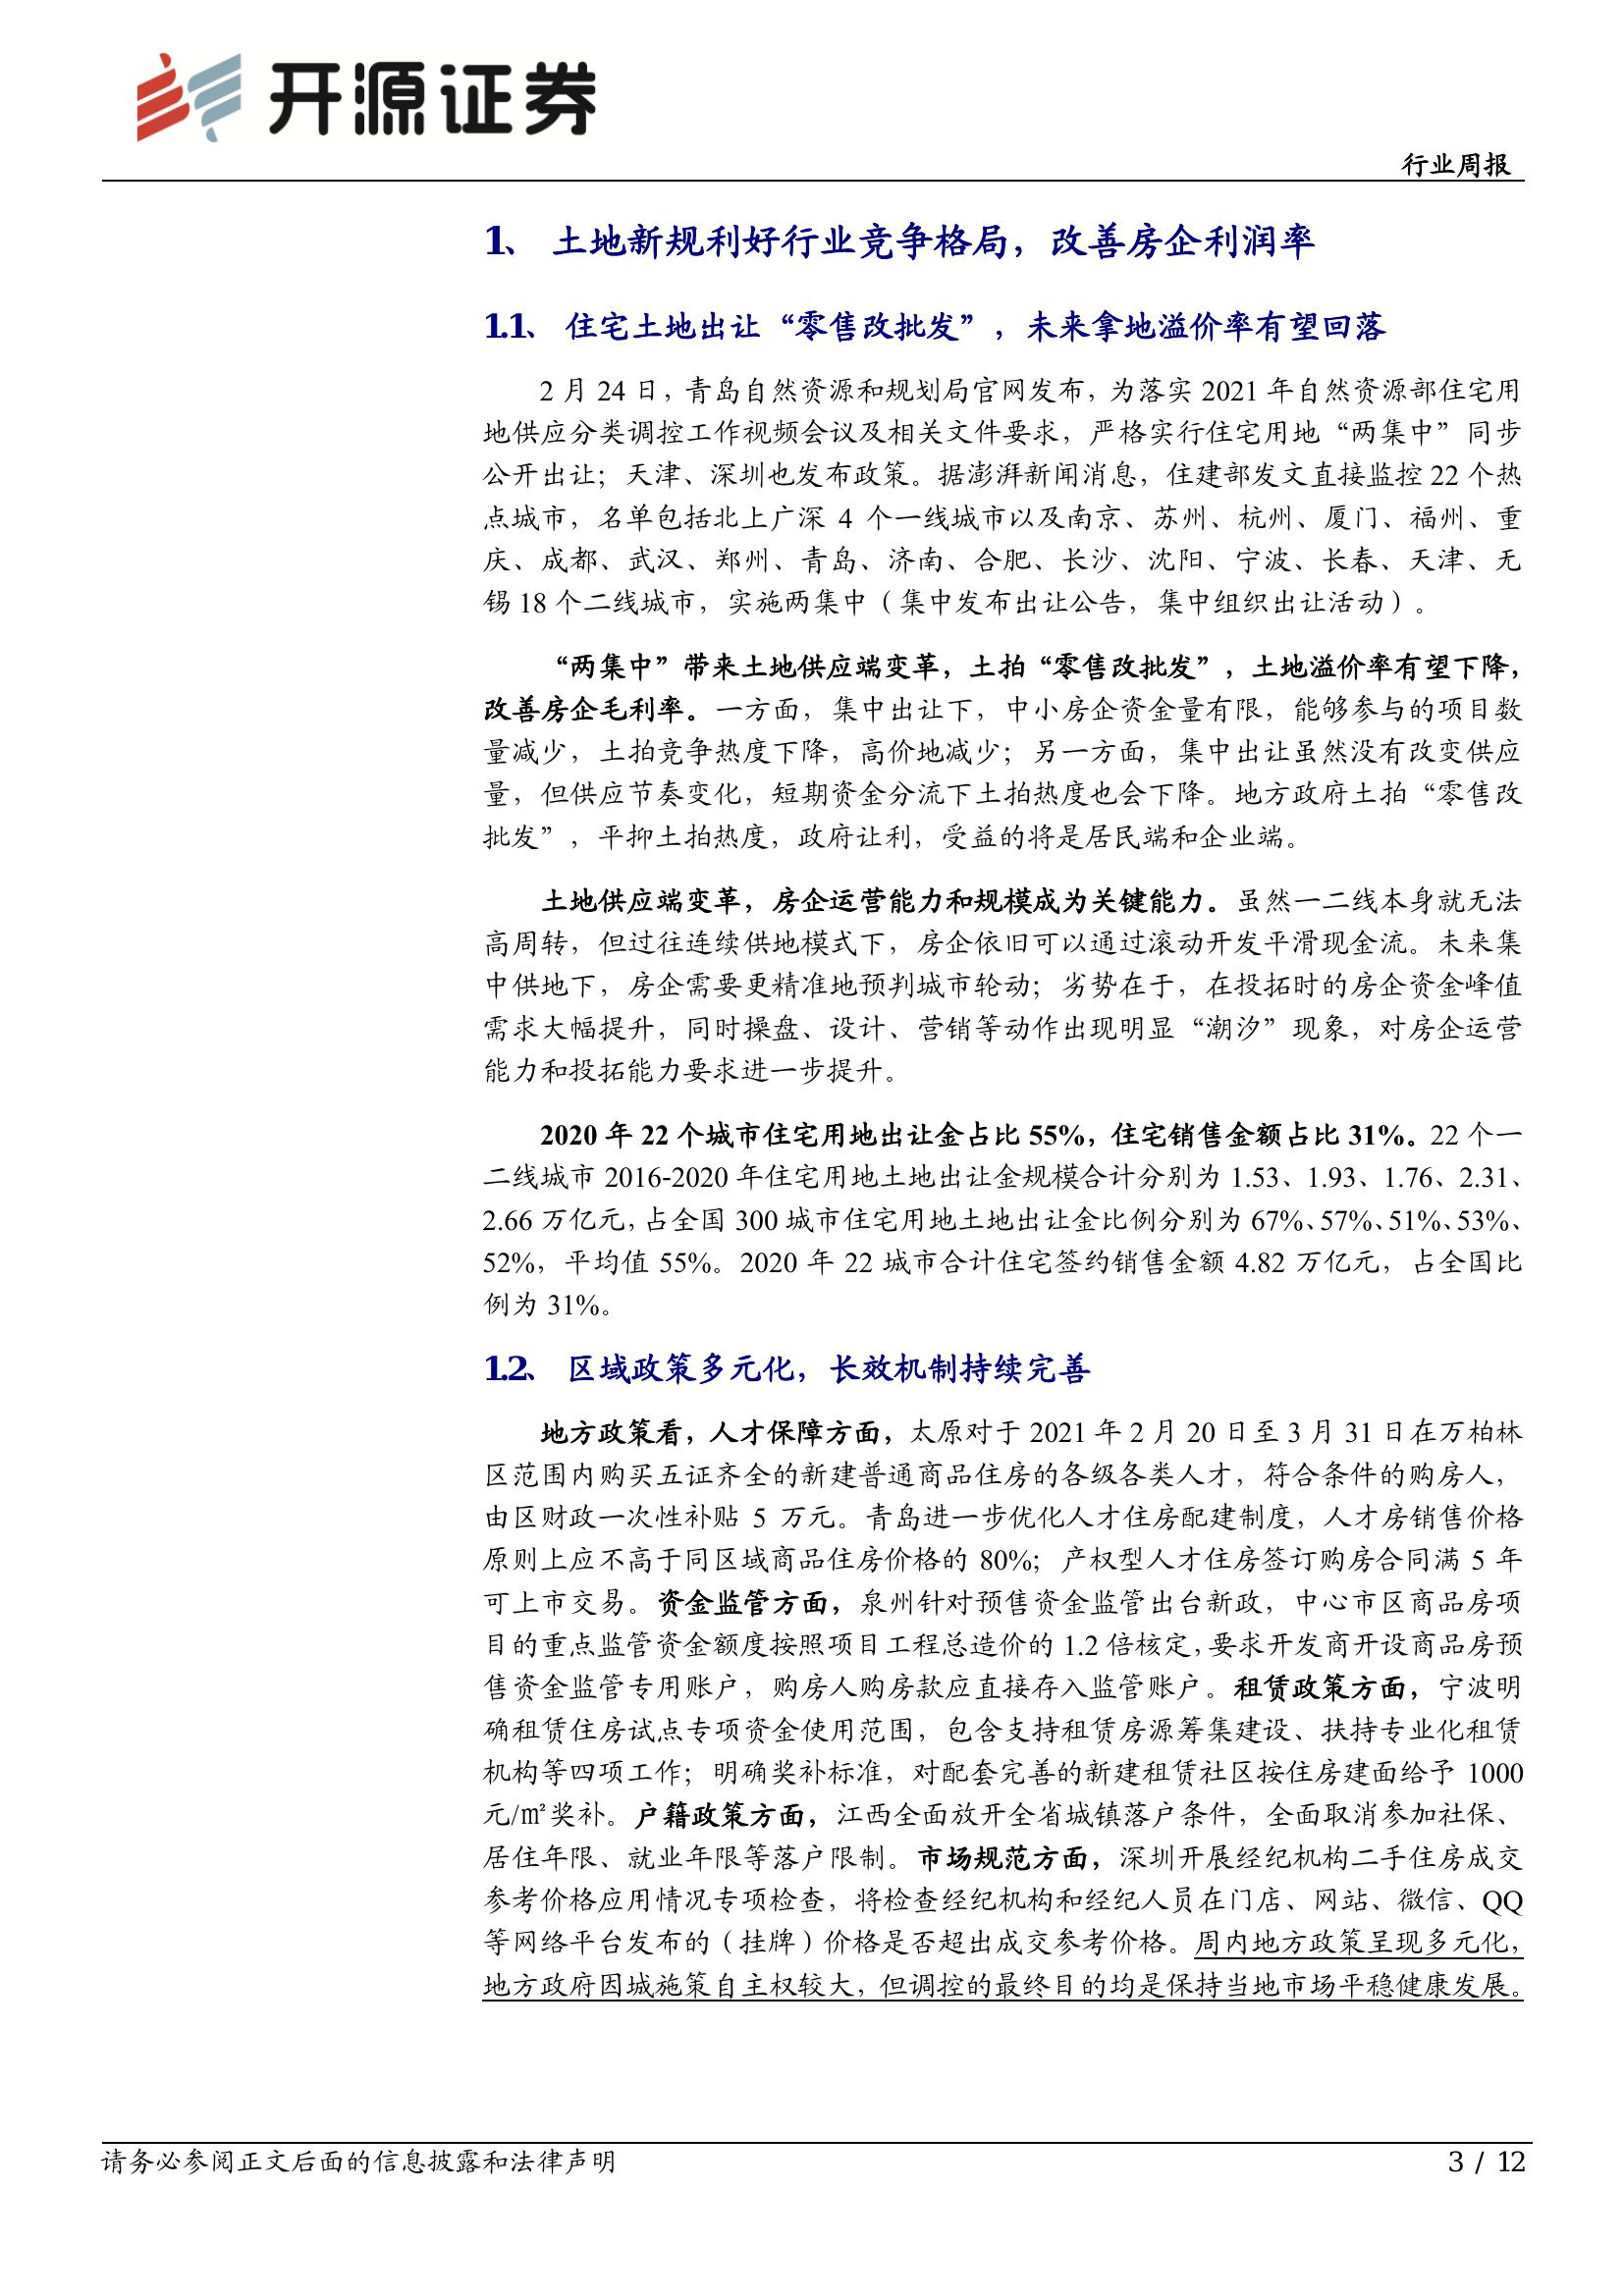 开源证券
行业周报
1、 土地新规利好行业竞争格局，改善房企利润率
1.1、 住宅土地出让“零售改批发”，未来拿地溢价率有望回落
2 月 24 日，青岛自然资源和规划局官网发布，为落实 2021 年自然资源部住宅用
地供应分类调控工作视频会议及相关文件要求，严格实行住宅用地“两集中”同步
公开出让；天津、深圳也发布政策。据澎湃新闻消息，住建部发文直接监控 22 个热
点城市，名单包括北上广深 4 个一线城市以及南京、苏州、杭州、厦门、福州、重
庆、成都、武汉、郑州、青岛、济南、合肥、长沙、沈阳、宁波、长春、天津、无
锡 18 个二线城市，实施两集中（集中发布出让公告，集中组织出让活动）。
“两集中”带来土地供应端变革，土拍“零售改批发”，土地溢价率有望下降，
改善房企毛利率。一方面，集中出让下，中小房企资金量有限，能够参与的项目数
量减少，土拍竞争热度下降，高价地减少；另一方面，集中出让虽然没有改变供应
量，但供应节奏变化，短期资金分流下土拍热度也会下降。地方政府土拍“零售改
批发”，平抑土拍热度，政府让利，受益的将是居民端和企业端。
土地供应端变革，房企运营能力和规模成为关键能力。虽然一二线本身就无法
高周转，但过往连续供地模式下，房企依旧可以通过滚动开发平滑现金流。未来集
中供地下，房企需要更精准地预判城市轮动；劣势在于，在投拓时的房企资金峰值
需求大幅提升，同时操盘、设计、营销等动作出现明显“潮汐”现象，对房企运营
能力和投拓能力要求进一步提升。
2020 年 22 个城市住宅用地出让金占比 55%，住宅销售金额占比 31%。22 个一
二线城市 2016-2020 年住宅用地土地出让金规模合计分别为 1.53、1.93、1.76、2.31、
2.66 万亿元，占全国 300 城市住宅用地土地出让金比例分别为 67%、57%、51%、53%、
52%，平均值 55%。2020 年 22 城市合计住宅签约销售金额 4.82 万亿元，占全国比
例为 31%。
1.2、 区域政策多元化，长效机制持续完善
地方政策看，人才保障方面，太原对于 2021 年 2 月 20 日至 3 月 31 日在万柏林
区范围内购买五证齐全的新建普通商品住房的各级各类人才，符合条件的购房人，
由区财政一次性补贴 5 万元。青岛进一步优化人才住房配建制度，人才房销售价格
原则上应不高于同区域商品住房价格的 80%；产权型人才住房签订购房合同满 5 年
可上市交易。资金监管方面，泉州针对预售资金监管出台新政，中心市区商品房项
目的重点监管资金额度按照项目工程总造价的 1.2 倍核定，要求开发商开设商品房预
售资金监管专用账户，购房人购房款应直接存入监管账户。租赁政策方面，宁波明
确租赁住房试点专项资金使用范围，包含支持租赁房源筹集建设、扶持专业化租赁
机构等四项工作；明确奖补标准，对配套完善的新建租赁社区按住房建面给予 1000
元/㎡奖补。户籍政策方面，江西全面放开全省城镇落户条件，全面取消参加社保、
居住年限、就业年限等落户限制。市场规范方面，深圳开展经纪机构二手住房成交
参考价格应用情况专项检查，将检查经纪机构和经纪人员在门店、网站、微信、QQ
等网络平台发布的（挂牌）价格是否超出成交参考价格。周内地方政策呈现多元化，
地方政府因城施策自主权较大，但调控的最终目的均是保持当地市场平稳健康发展。
请务必参阅正文后面的信息披露和法律声明
3 / 12